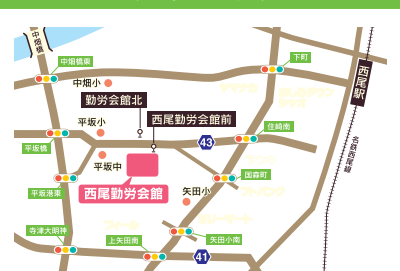 中畑橋
中畑橋東
下町
中畑小
西尾駅
勤労会館北
平坂小
西尾勤労会館前
住崎南
平坂橋
43
名鉄西尾線
平坂中
国森町
平坂港東
西尾勤労会館
矢田小
寺津大明神
上矢田南
矢田小南
41